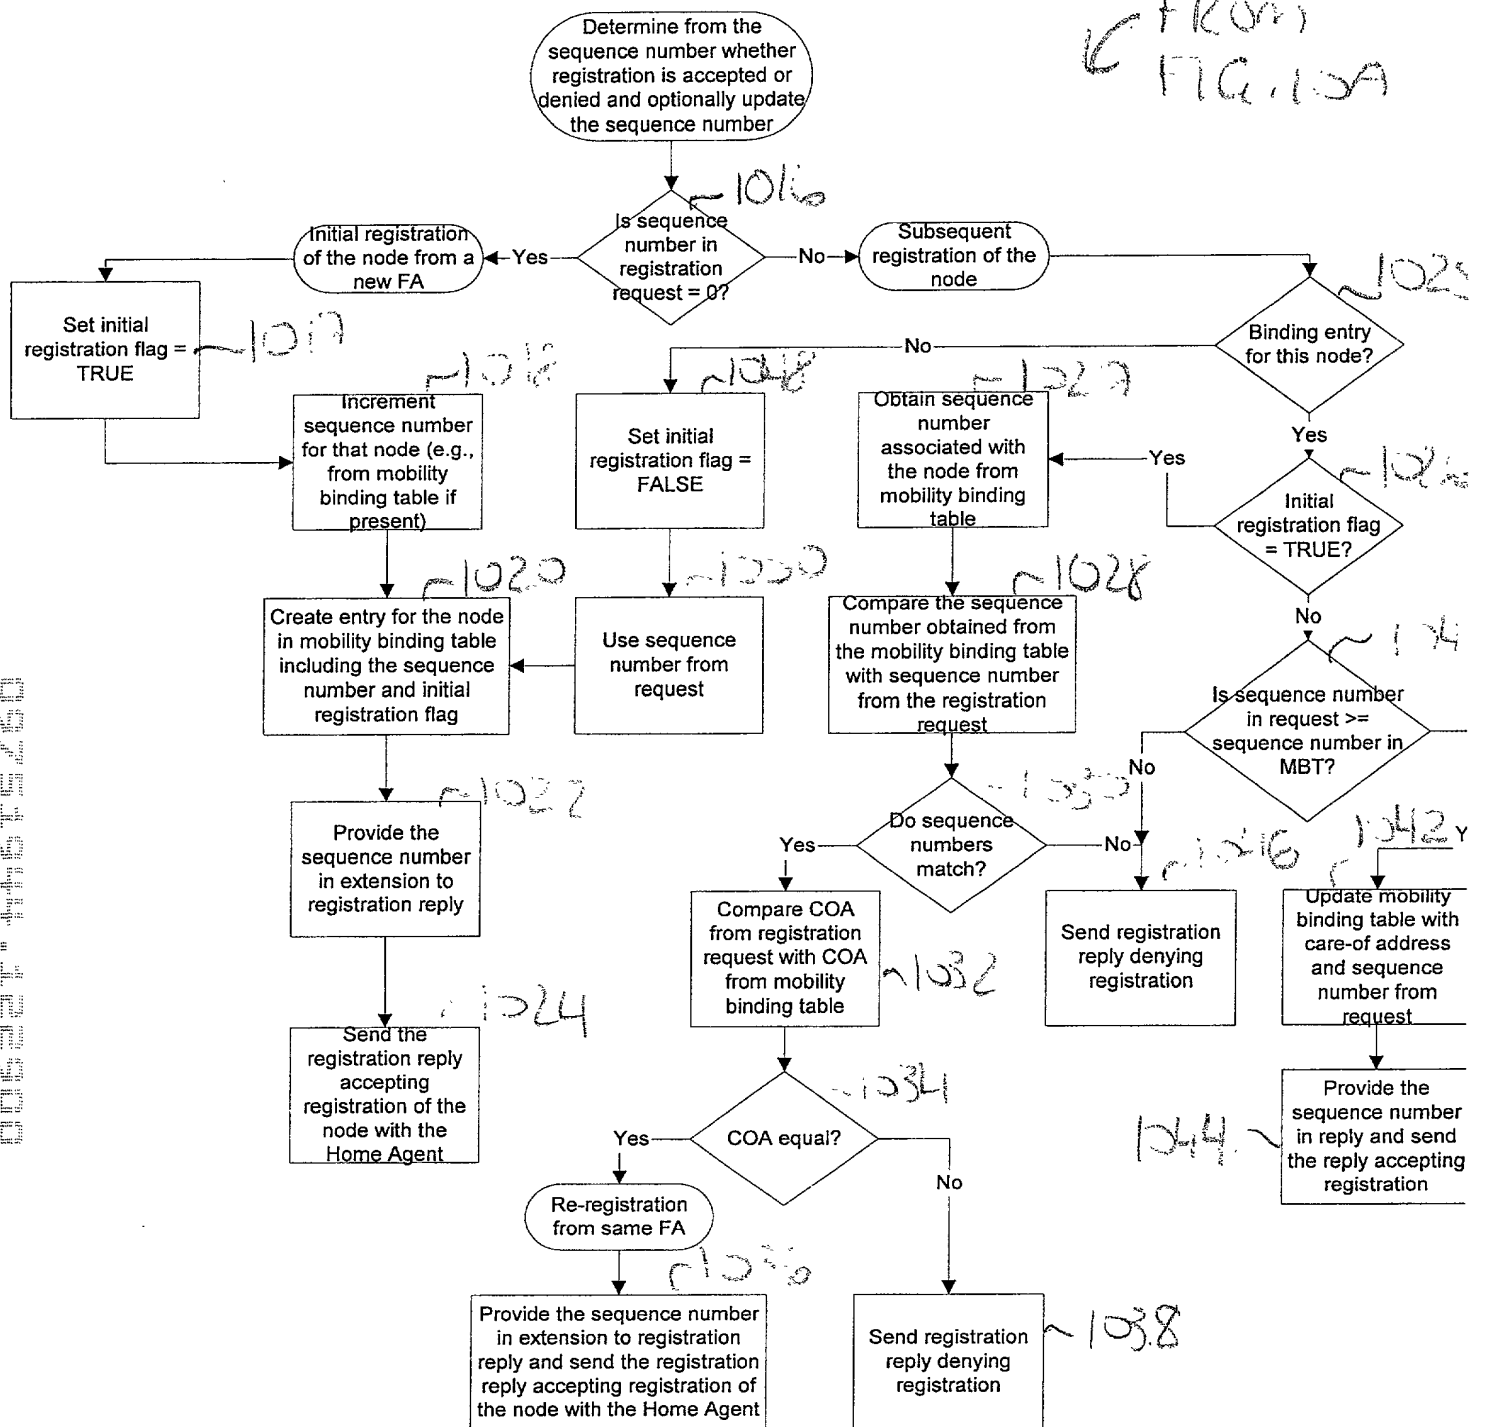 FROM
FIG. 10A
Determine from the
sequence number whether
registration is accepted or
denied and optionally update
the sequence number
~1016
Is sequence
number in
registration
request = 0?
Yes
No
Initial registration
of the node from a
new FA
Subsequent
registration of the
node
Set initial
registration flag =
TRUE
~1017
Binding entry
for this node?
No
Yes
~1018
Increment
sequence number
for that node (e.g.,
from mobility
binding table if
present)
~1048
Set initial
registration flag =
FALSE
~1027
Obtain sequence
number
associated with
the node from
mobility binding
table
Yes
Initial
registration flag
= TRUE?
No
~1020
Create entry for the node
in mobility binding table
including the sequence
number and initial
registration flag
~1050
Use sequence
number from
request
~1028
Compare the sequence
number obtained from
the mobility binding table
with sequence number
from the registration
request
Is sequence number
in request >=
sequence number in
MBT?
No
Y
~1022
Provide the
sequence number
in extension to
registration reply
~1030
Do sequence
numbers
match?
Yes
No
~1046
Send registration
reply denying
registration
1042
Update mobility
binding table with
care-of address
and sequence
number from
request
Compare COA
from registration
request with COA
from mobility
binding table
~1032
1024
Send the
registration reply
accepting
registration of the
node with the
Home Agent
~1034
COA equal?
Yes
No
1044
Provide the
sequence number
in reply and send
the reply accepting
registration
Re-registration
from same FA
~1036
Provide the sequence number
in extension to registration
reply and send the registration
reply accepting registration of
the node with the Home Agent
Send registration
reply denying
registration
~1038